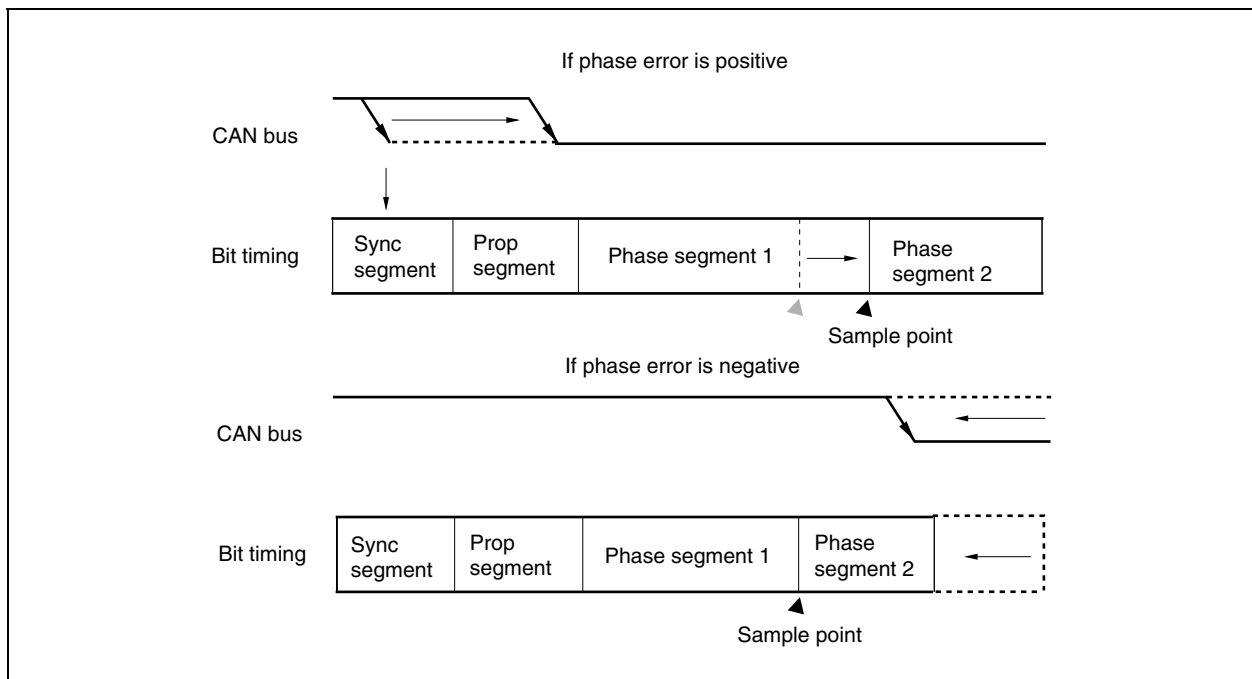 If phase error is positive
CAN bus
Bit timing
Sync
segment
Prop
segment
Phase segment 1
Phase
segment 2
Sample point
If phase error is negative
CAN bus
Bit timing
Sync
segment
Prop
segment
Phase segment 1
Phase
segment 2
Sample point